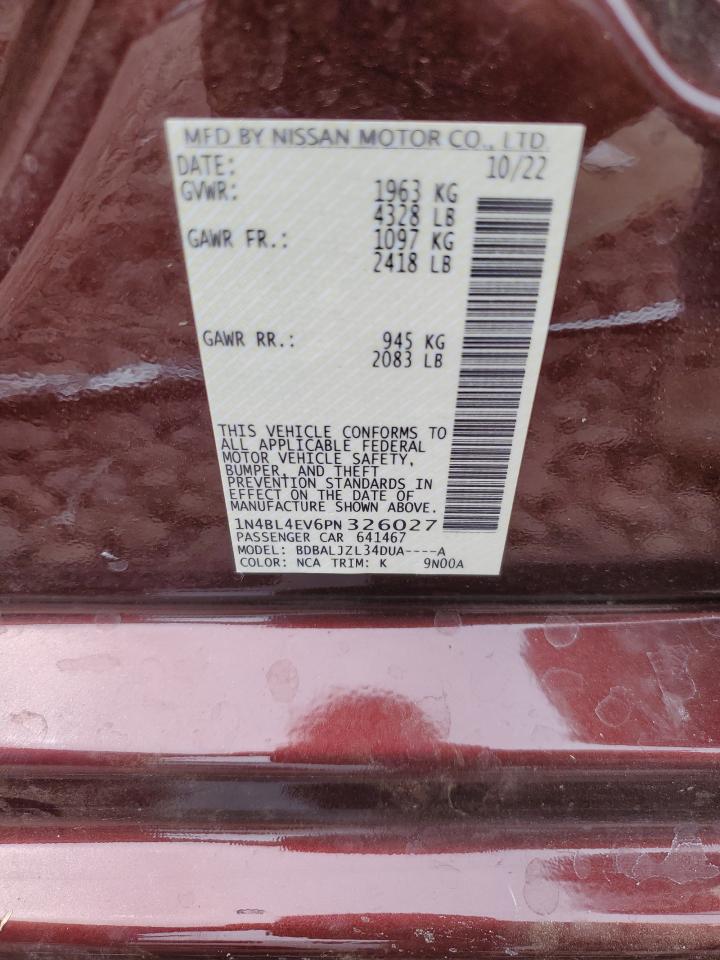 MFD BY NISSAN MOTOR CO., LTD.
DATE: 10/22
GVWR: 1963 KG
4328 LB
GAWR FR.: 1097 KG
2418 LB
GAWR RR.: 945 KG
2083 LB
THIS VEHICLE CONFORMS TO
ALL APPLICABLE FEDERAL
MOTOR VEHICLE SAFETY,
BUMPER, AND THEFT
PREVENTION STANDARDS IN
EFFECT ON THE DATE OF
MANUFACTURE SHOWN ABOVE.
1N4BL4EV6PN326027
PASSENGER CAR 641467
MODEL: BDBALJZL34DUA----A
COLOR: NCA TRIM: K 9N00A